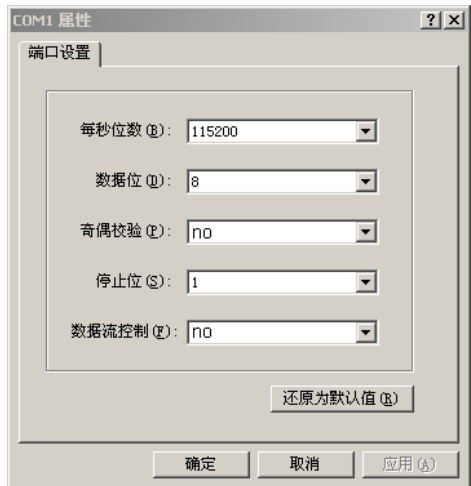 COM1 属性
端口设置
每秒位数(B): 115200
数据位(D): 8
奇偶校验(P): no
停止位(S): 1
数据流控制(F): no
还原为默认值(R)
确定 取消 应用(A)